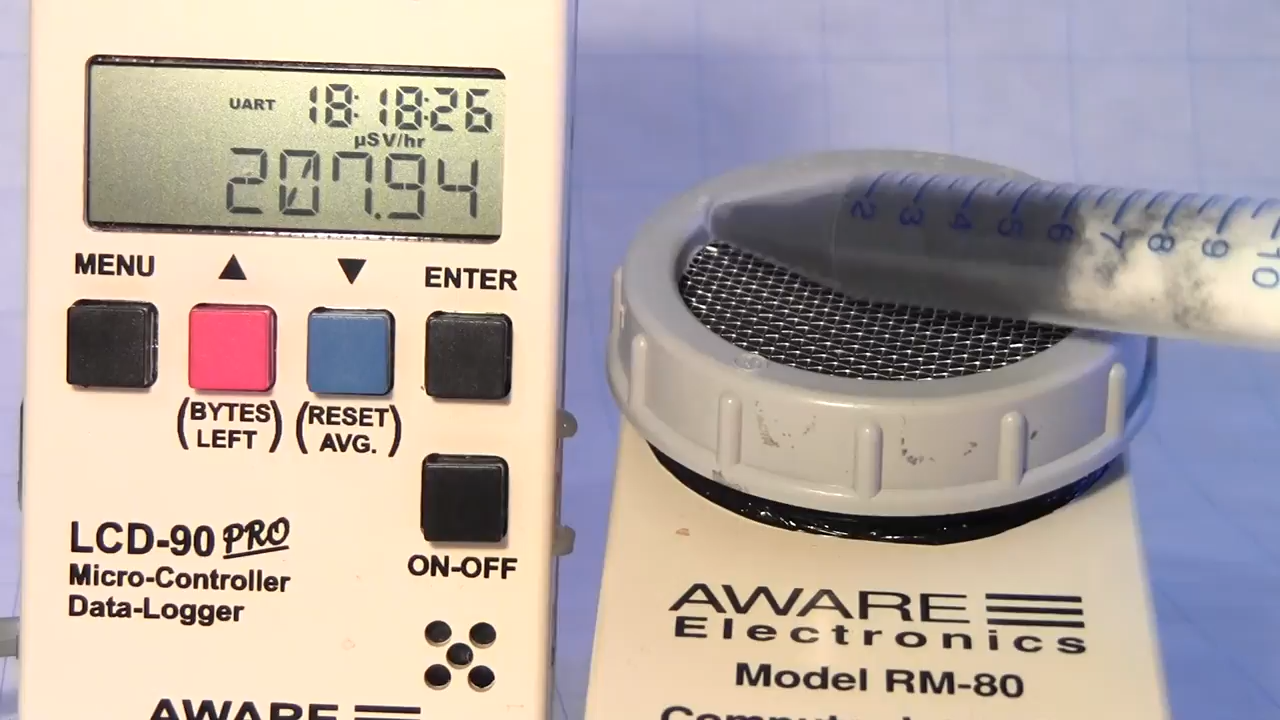 UART 18:18:26
µSV/hr
207.94
MENU ▲ ▼ ENTER
(BYTES LEFT) (RESET AVG.)
ON-OFF
LCD-90 PRO
Micro-Controller
Data-Logger
AWARE
2 3 4 5 6 7 8 9 10
AWARE
Electronics
Model RM-80